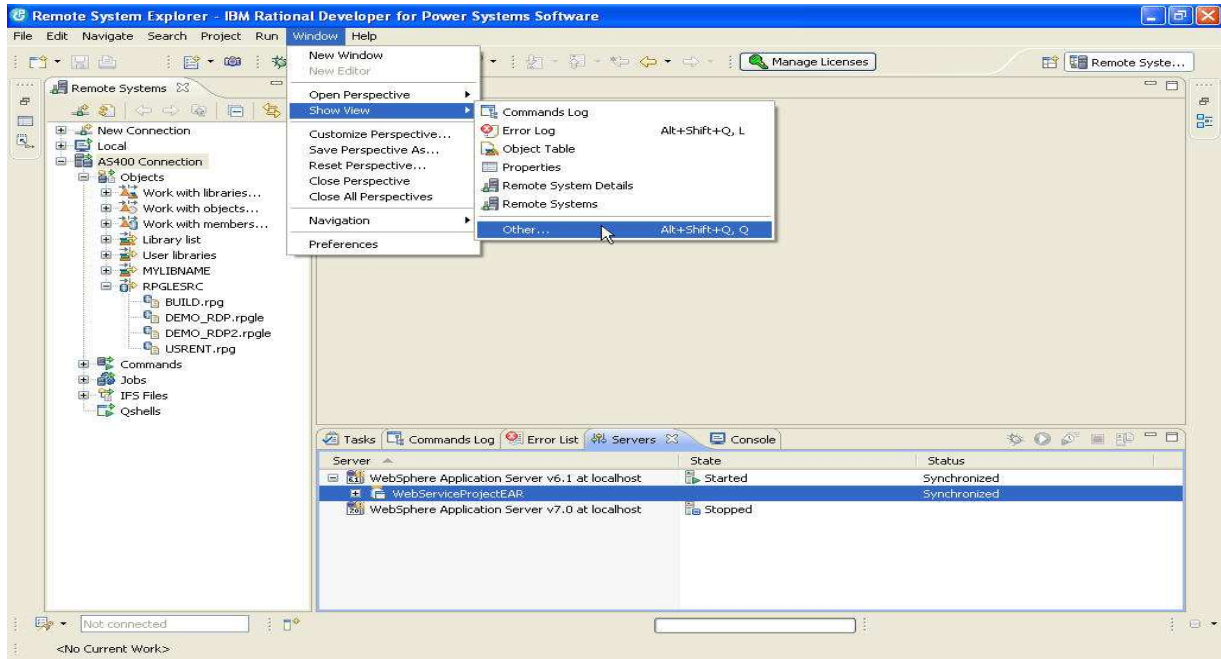 Remote System Explorer - IBM Rational Developer for Power Systems Software
File Edit Navigate Search Project Run Window Help
Manage Licenses
Remote Syste...
New Window
New Editor
Open Perspective
Show View
Customize Perspective...
Save Perspective As...
Reset Perspective...
Close Perspective
Close All Perspectives
Navigation
Preferences
Commands Log
Error Log Alt+Shift+Q, L
Object Table
Properties
Remote System Details
Remote Systems
Other... Alt+Shift+Q, Q
Remote Systems
New Connection
Local
AS400 Connection
Objects
Work with libraries...
Work with objects...
Work with members...
Library list
User libraries
MYLIBNAME
RPGLESRC
BUILD.rpg
DEMO_RDP.rpgle
DEMO_RDP2.rpgle
USRENT.rpg
Commands
Jobs
IFS Files
Qshells
Tasks Commands Log Error List Servers Console
Server State Status
WebSphere Application Server v6.1 at localhost Started Synchronized
WebServiceProjectEAR Synchronized
WebSphere Application Server v7.0 at localhost Stopped
Not connected
<No Current Work>